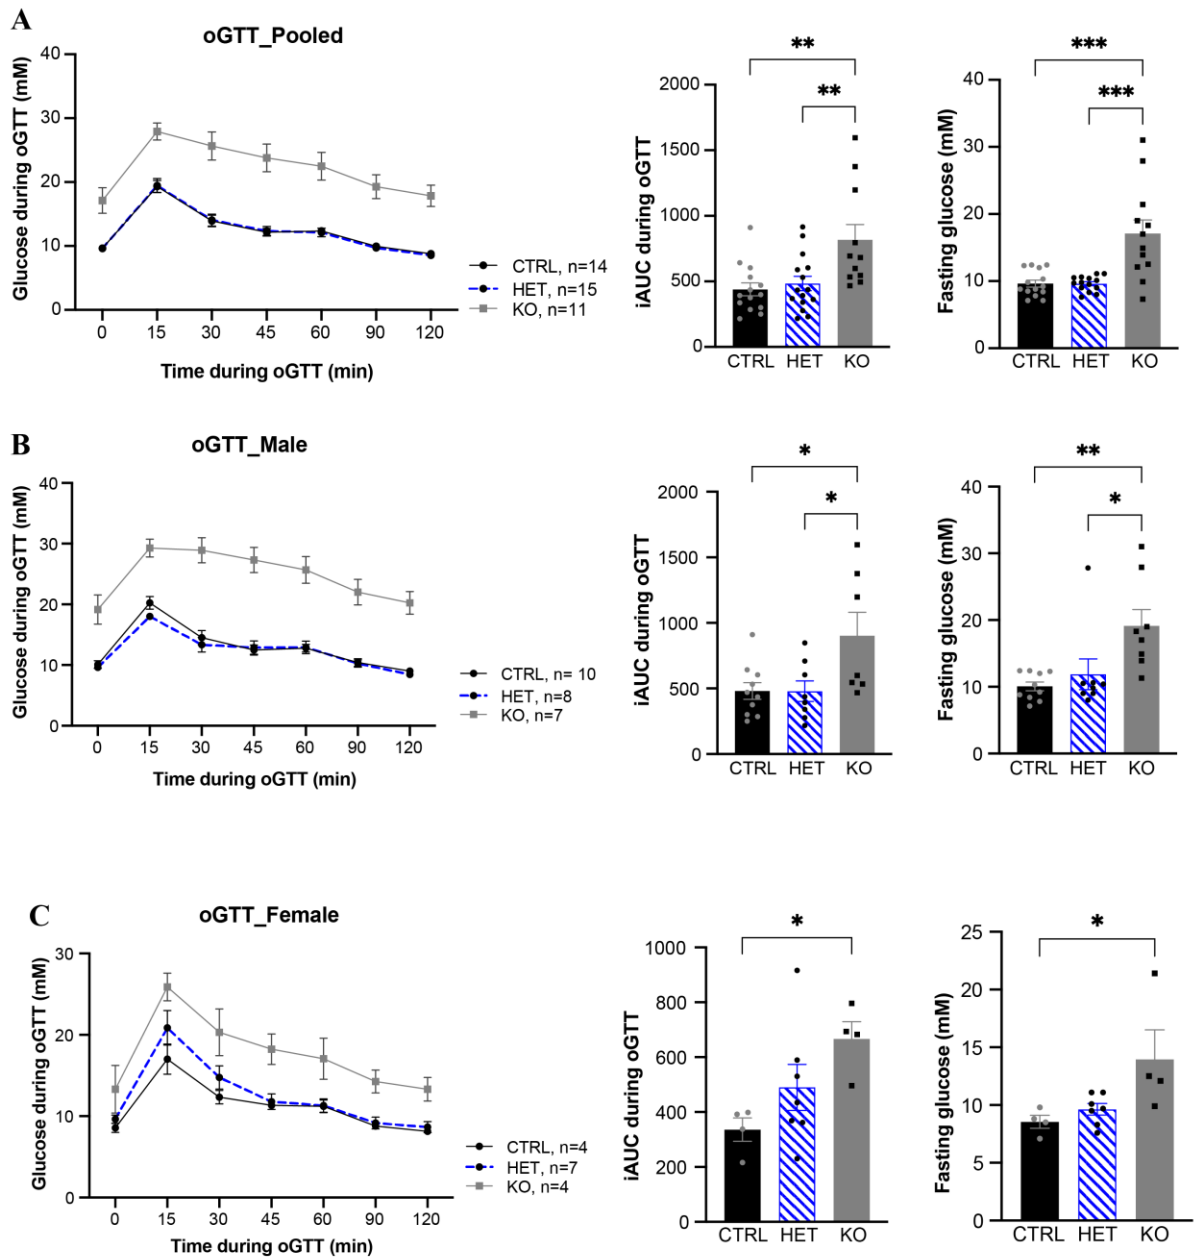 A
oGTT_Pooled
Glucose during oGTT (mM)
40
30
20
10
0
0 15 30 45 60 90 120
Time during oGTT (min)
CTRL, n=14
HET, n=15
KO, n=11
iAUC during oGTT
2000
1500
1000
500
0
**
**
CTRL HET KO
Fasting glucose (mM)
40
30
20
10
0
***
***
CTRL HET KO
B
oGTT_Male
Glucose during oGTT (mM)
40
30
20
10
0
0 15 30 45 60 90 120
Time during oGTT (min)
CTRL, n= 10
HET, n=8
KO, n=7
iAUC during oGTT
2000
1500
1000
500
0
*
*
CTRL HET KO
Fasting glucose (mM)
40
30
20
10
0
**
*
CTRL HET KO
C
oGTT_Female
Glucose during oGTT (mM)
30
20
10
0
0 15 30 45 60 90 120
Time during oGTT (min)
CTRL, n=4
HET, n=7
KO, n=4
iAUC during oGTT
1000
800
600
400
200
0
*
CTRL HET KO
Fasting glucose (mM)
25
20
15
10
5
0
*
CTRL HET KO